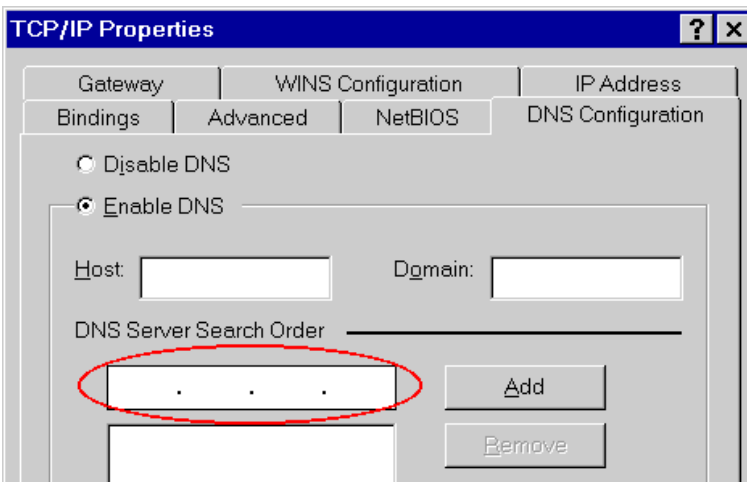 TCP/IP Properties
Gateway WINS Configuration IP Address
Bindings Advanced NetBIOS DNS Configuration
Disable DNS
Enable DNS
Host: Domain:
DNS Server Search Order
. . . Add
Remove